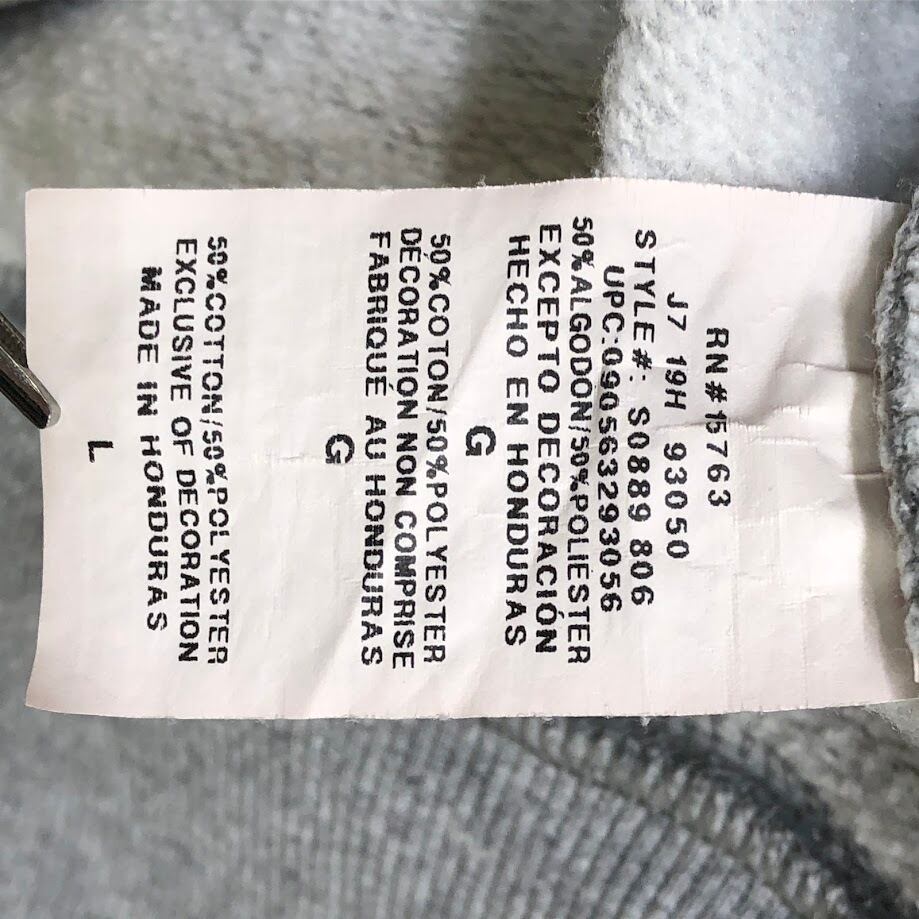 RN#15763
J7 19H 93050
STYLE#: S0889 806
UPC:090563293056
50%ALGODON/50%POLIÉSTER
EXCEPTO DECORACIÓN
HECHO EN HONDURAS
G
50%COTON/50%POLYESTER
DÉCORATION NON COMPRISE
FABRIQUÉ AU HONDURAS
G
50%COTTON/50%POLYESTER
EXCLUSIVE OF DECORATION
MADE IN HONDURAS
L